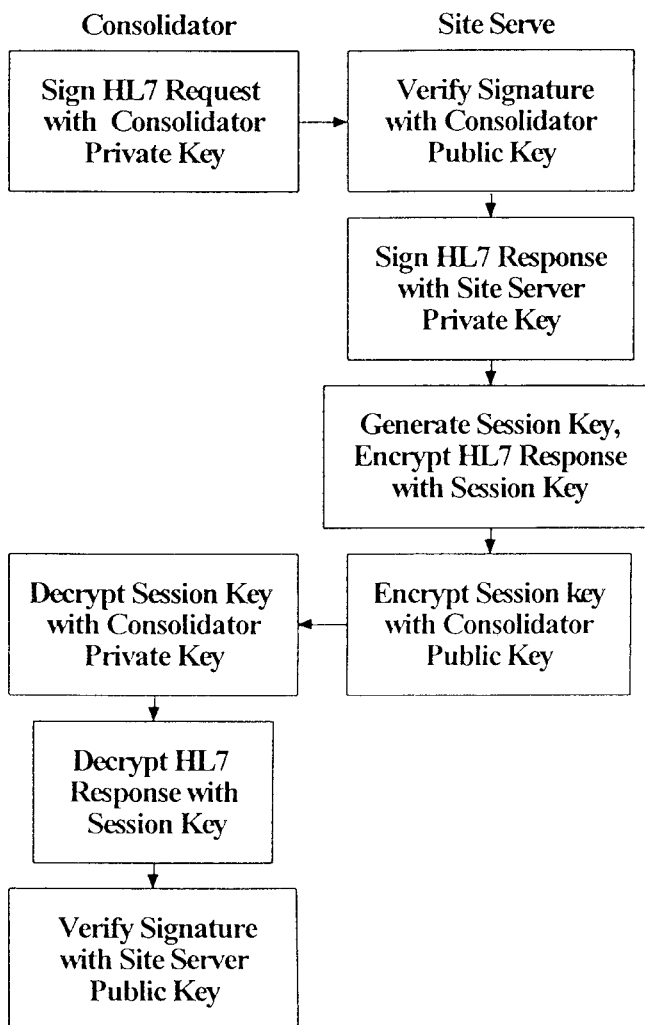 Consolidator
Site Serve
Sign HL7 Request
with Consolidator
Private Key
Verify Signature
with Consolidator
Public Key
Sign HL7 Response
with Site Server
Private Key
Generate Session Key,
Encrypt HL7 Response
with Session Key
Encrypt Session key
with Consolidator
Public Key
Decrypt Session Key
with Consolidator
Private Key
Decrypt HL7
Response with
Session Key
Verify Signature
with Site Server
Public Key